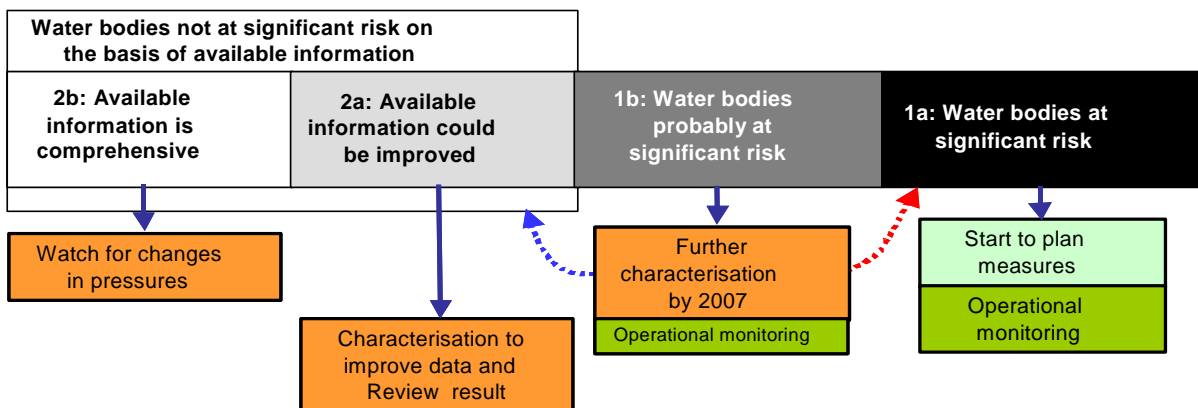 Water bodies not at significant risk on
the basis of available information
2b: Available
information is
comprehensive
2a: Available
information could
be improved
1b: Water bodies
probably at
significant risk
1a: Water bodies at
significant risk
Watch for changes
in pressures
Characterisation to
improve data and
Review result
Further
characterisation
by 2007
Operational monitoring
Start to plan
measures
Operational
monitoring